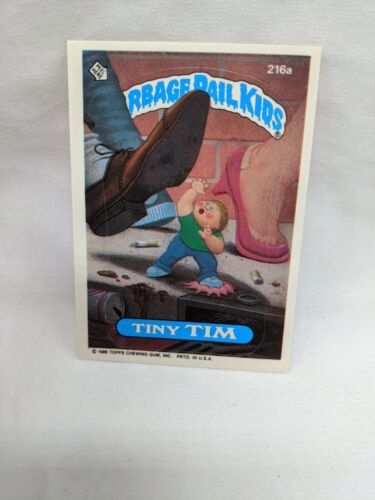 216a
GARBAGE PAIL KIDS
TINY TIM
© 1986 TOPPS CHEWING GUM, INC. PRTD. IN U.S.A.